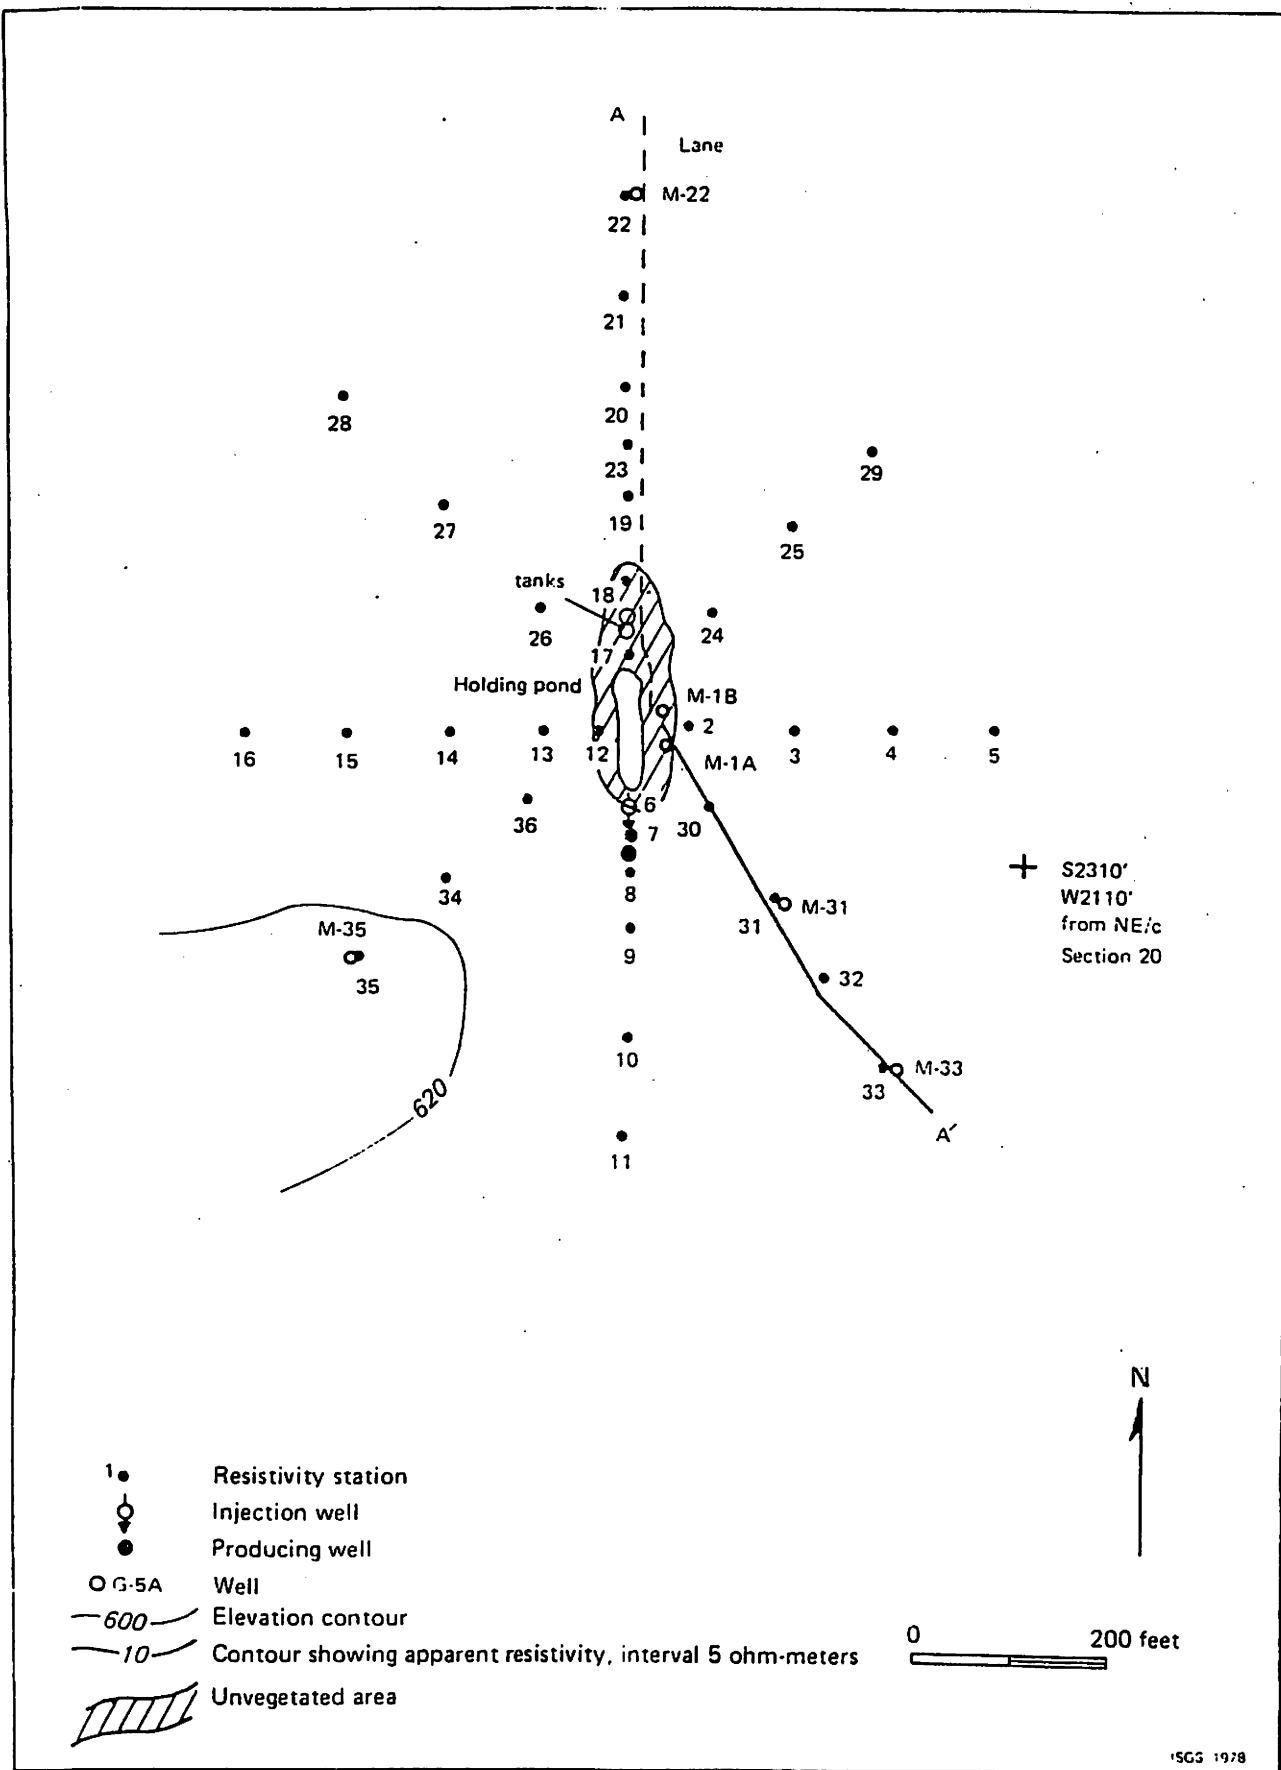 A
Lane
M-22
22
21
20
28
23
29
19
27
25
tanks
18
26
24
17
Holding pond
M-1B
2
16
15
14
13
12
M-1A
3
4
5
6
36
7
30
S2310'
W2110'
from NE/c
Section 20
34
8
M-31
31
M-35
9
32
35
10
M-33
33
620
A'
11
N
1 Resistivity station
Injection well
Producing well
G-5A Well
600 Elevation contour
10 Contour showing apparent resistivity, interval 5 ohm-meters
0 200 feet
Unvegetated area
ISGS 1978